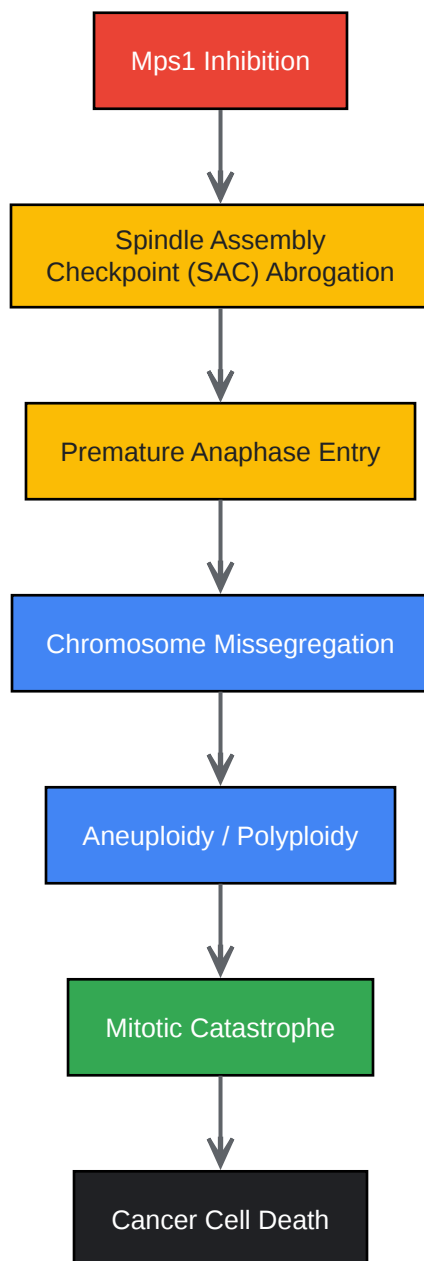 Mps1 Inhibition
Spindle Assembly
Checkpoint (SAC) Abrogation
Premature Anaphase Entry
Chromosome Missegregation
Aneuploidy / Polyploidy
Mitotic Catastrophe
Cancer Cell Death